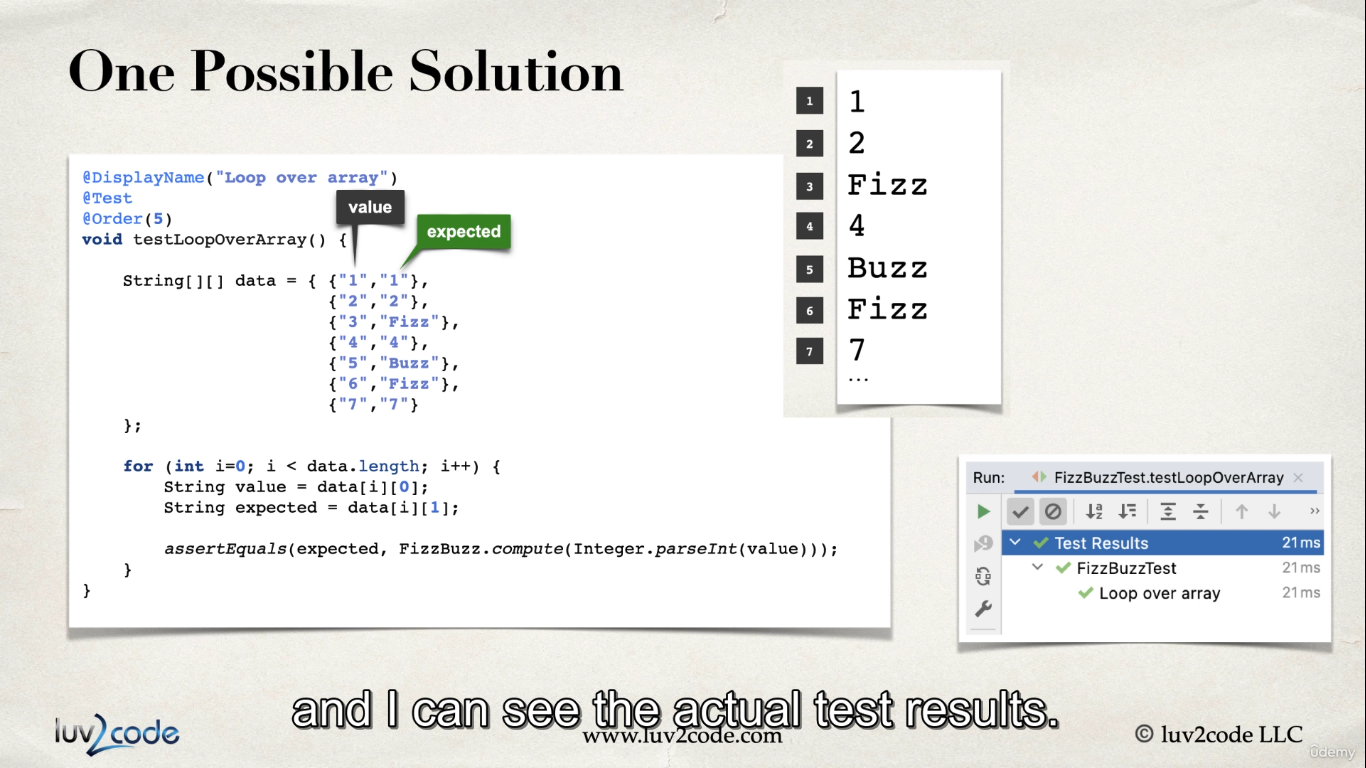 One Possible Solution
@DisplayName("Loop over array")
@Test
@Order(5)
void testLoopOverArray() {
value
expected
String[][] data = { {"1","1"},
{"2","2"},
{"3","Fizz"},
{"4","4"},
{"5","Buzz"},
{"6","Fizz"},
{"7","7"}
};
for (int i=0; i < data.length; i++) {
String value = data[i][0];
String expected = data[i][1];
assertEquals(expected, FizzBuzz.compute(Integer.parseInt(value)));
}
}
1 1
2 2
3 Fizz
4 4
5 Buzz
6 Fizz
7 7
...
Run: FizzBuzzTest.testLoopOverArray
Test Results 21 ms
FizzBuzzTest 21 ms
Loop over array 21 ms
and I can see the actual test results.
luv2code
www.luv2code.com
© luv2code LLC
ûdemy